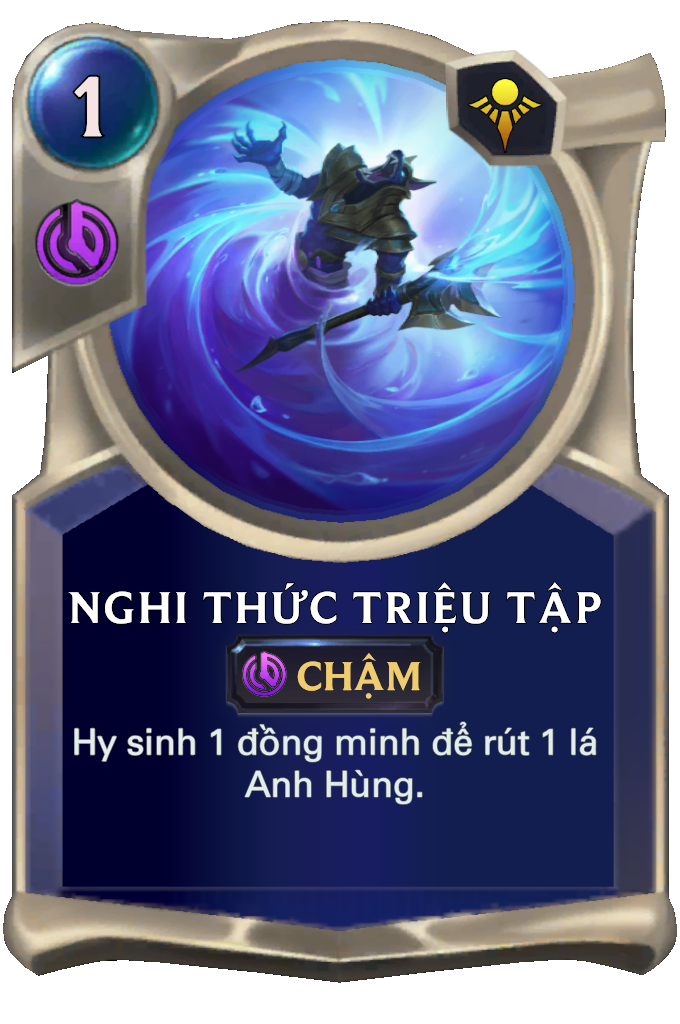 1
NGHI THỨC TRIỆU TẬP
CHẬM
Hy sinh 1 đồng minh để rút 1 lá
Anh Hùng.